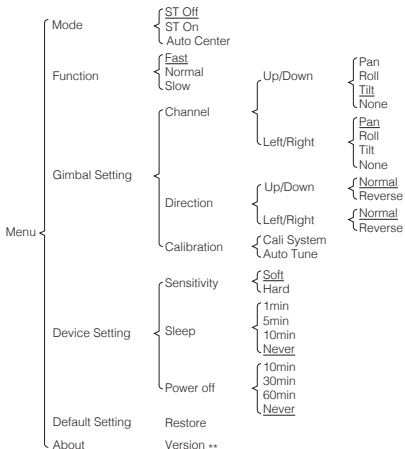 Menu
Mode
ST Off
ST On
Auto Center
Function
Fast
Normal
Slow
Gimbal Setting
Channel
Up/Down
Pan
Roll
Tilt
None
Left/Right
Pan
Roll
Tilt
None
Direction
Up/Down
Normal
Reverse
Left/Right
Normal
Reverse
Calibration
Cali System
Auto Tune
Device Setting
Sensitivity
Soft
Hard
Sleep
1min
5min
10min
Never
Power off
10min
30min
60min
Never
Default Setting
Restore
About
Version **